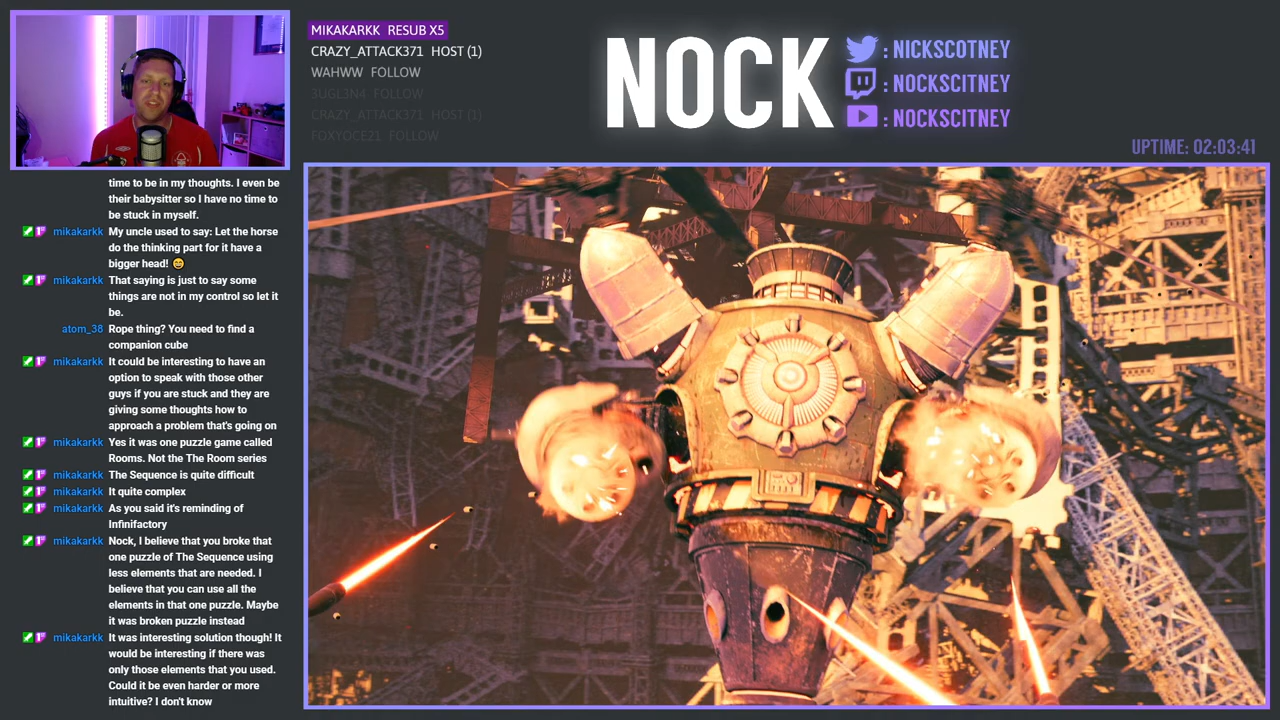 MIKAKARKK RESUB X5
CRAZY_ATTACK371 HOST (1)
WAHWW FOLLOW
3UGL3N4 FOLLOW
CRAZY_ATTACK371 HOST (1)
FOXYOCE21 FOLLOW
NOCK
: NICKSCOTNEY
: NOCKSCITNEY
: NOCKSCITNEY
UPTIME: 02:03:41
time to be in my thoughts. I even be
their babysitter so I have no time to
be stuck in myself.
mikakarkk My uncle used to say: Let the horse
do the thinking part for it have a
bigger head! 😄
mikakarkk That saying is just to say some
things are not in my control so let it
be.
atom_38 Rope thing? You need to find a
companion cube
mikakarkk It could be interesting to have an
option to speak with those other
guys if you are stuck and they are
giving some thoughts how to
approach a problem that's going on
mikakarkk Yes it was one puzzle game called
Rooms. Not the The Room series
mikakarkk The Sequence is quite difficult
mikakarkk It quite complex
mikakarkk As you said it's reminding of
Infinifactory
mikakarkk Nock, I believe that you broke that
one puzzle of The Sequence using
less elements that are needed. I
believe that you can use all the
elements in that one puzzle. Maybe
it was broken puzzle instead
mikakarkk It was interesting solution though! It
would be interesting if there was
only those elements that you used.
Could it be even harder or more
intuitive? I don't know